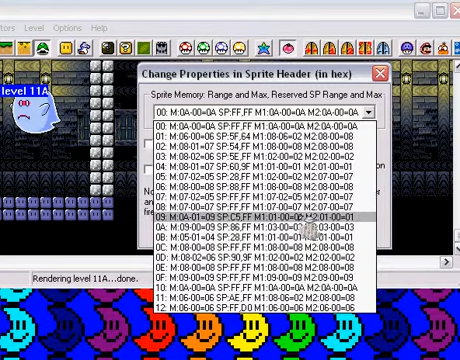 Level Options Help
level 11A
Change Properties in Sprite Header (in hex)
Sprite Memory: Range and Max, Reserved SP Range and Max
00: M:0A-00=0A SP:FF,FF M1:0A-00=0A M2:0A-00=0A
00: M:0A-00=0A SP:FF,FF M1:0A-00=0A M2:0A-00=0A
01: M:06-00=06 SP:5F,64 M1:08-06=02 M2:08-00=08
02: M:08-01=07 SP:54,FF M1:08-00=08 M2:08-00=08
03: M:08-02=06 SP:5E,FF M1:02-00=02 M2:02-00=02
04: M:08-01=07 SP:60,9F M1:01-00=01 M2:02-00=02
05: M:07-02=05 SP:28,FF M1:02-00=02 M2:02-00=02
06: M:08-00=08 SP:88,FF M1:08-00=08 M2:08-00=08
07: M:07-02=05 SP:FF,FF M1:07-02=05 M2:07-00=07
08: M:07-00=07 SP:FF,FF M1:07-00=07 M2:07-00=07
09: M:0A-01=09 SP:C5,FF M1:01-00=01 M2:01-00=01
0A: M:09-00=09 SP:86,FF M1:03-00=03
0B: M:05-01=04 SP:28,FF M1:01-00=01 M2:01-00=01
0C: M:08-00=08 SP:FF,FF M1:08-00=08 M2:08-00=08
0D: M:08-02=06 SP:90,9F M1:02-00=02 M2:02-00=02
0E: M:08-00=08 SP:FF,FF M1:08-00=08 M2:08-00=08
0F: M:09-00=09 SP:FF,FF M1:09-00=09 M2:09-00=09
10: M:0A-00=0A SP:FF,FF M1:0A-00=0A M2:0A-00=0A
11: M:06-00=06 SP:AE,FF M1:08-06=02 M2:08-00=08
12: M:06-00=06 SP:FF,D0 M1:06-00=06 M2:06-00=06
Rendering level 11A...done.